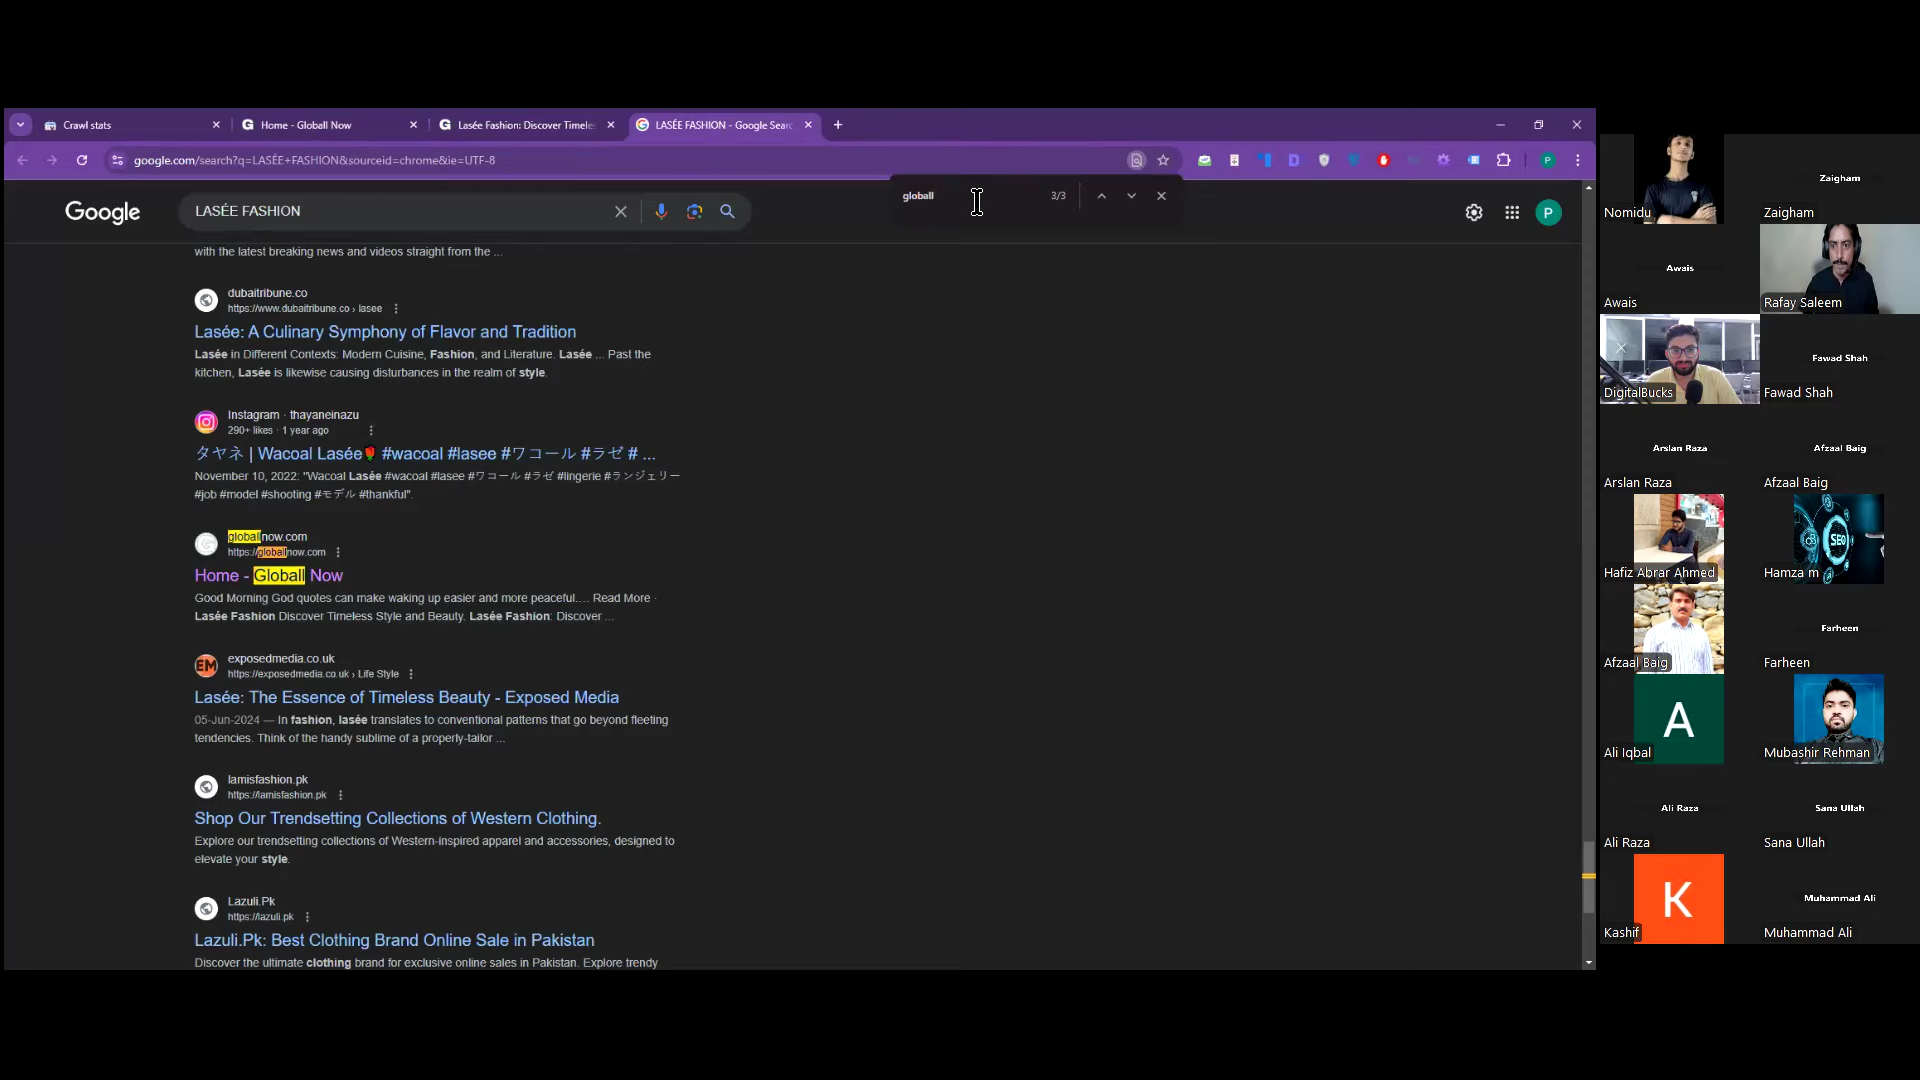 Crawl stats
Home - Globall Now
Lasée Fashion: Discover Timele
LASÉE FASHION - Google Sear
google.com/search?q=LASÉE+FASHION&sourceid=chrome&ie=UTF-8
P
globall
3/3
Google
LASÉE FASHION
P
with the latest breaking news and videos straight from the ...
dubaitribune.co
https://www.dubaitribune.co › lasee
Lasée: A Culinary Symphony of Flavor and Tradition
Lasée in Different Contexts: Modern Cuisine, Fashion, and Literature. Lasée ... Past the
kitchen, Lasée is likewise causing disturbances in the realm of style.
Instagram · thayaneinazu
290+ likes · 1 year ago
タヤネ | Wacoal Lasée🌹 #wacoal #lasee #ワコール #ラゼ # ...
November 10, 2022: "Wacoal Lasée #wacoal #lasee #ワコール #ラゼ #lingerie #ランジェリー
#job #model #shooting #モデル #thankful".
globallnow.com
https://globallnow.com
Home - Globall Now
Good Morning God quotes can make waking up easier and more peaceful.... Read More ·
Lasée Fashion Discover Timeless Style and Beauty. Lasée Fashion: Discover ...
EM
exposedmedia.co.uk
https://exposedmedia.co.uk › Life Style
Lasée: The Essence of Timeless Beauty - Exposed Media
05-Jun-2024 — In fashion, lasée translates to conventional patterns that go beyond fleeting
tendencies. Think of the handy sublime of a properly-tailor ...
lamisfashion.pk
https://lamisfashion.pk
Shop Our Trendsetting Collections of Western Clothing.
Explore our trendsetting collections of Western-inspired apparel and accessories, designed to
elevate your style.
Lazuli.Pk
https://lazuli.pk
Lazuli.Pk: Best Clothing Brand Online Sale in Pakistan
Discover the ultimate clothing brand for exclusive online sales in Pakistan. Explore trendy
Nomidu
Zaigham
Zaigham
Awais
Awais
Rafay Saleem
DigitalBucks
Fawad Shah
Fawad Shah
Arslan Raza
Arslan Raza
Afzaal Baig
Afzaal Baig
Hafiz Abrar Ahmed
SEO
Hamza m
Afzaal Baig
Farheen
Farheen
A
Ali Iqbal
Mubashir Rehman
Ali Raza
Ali Raza
Sana Ullah
Sana Ullah
K
Kashif
Muhammad Ali
Muhammad Ali